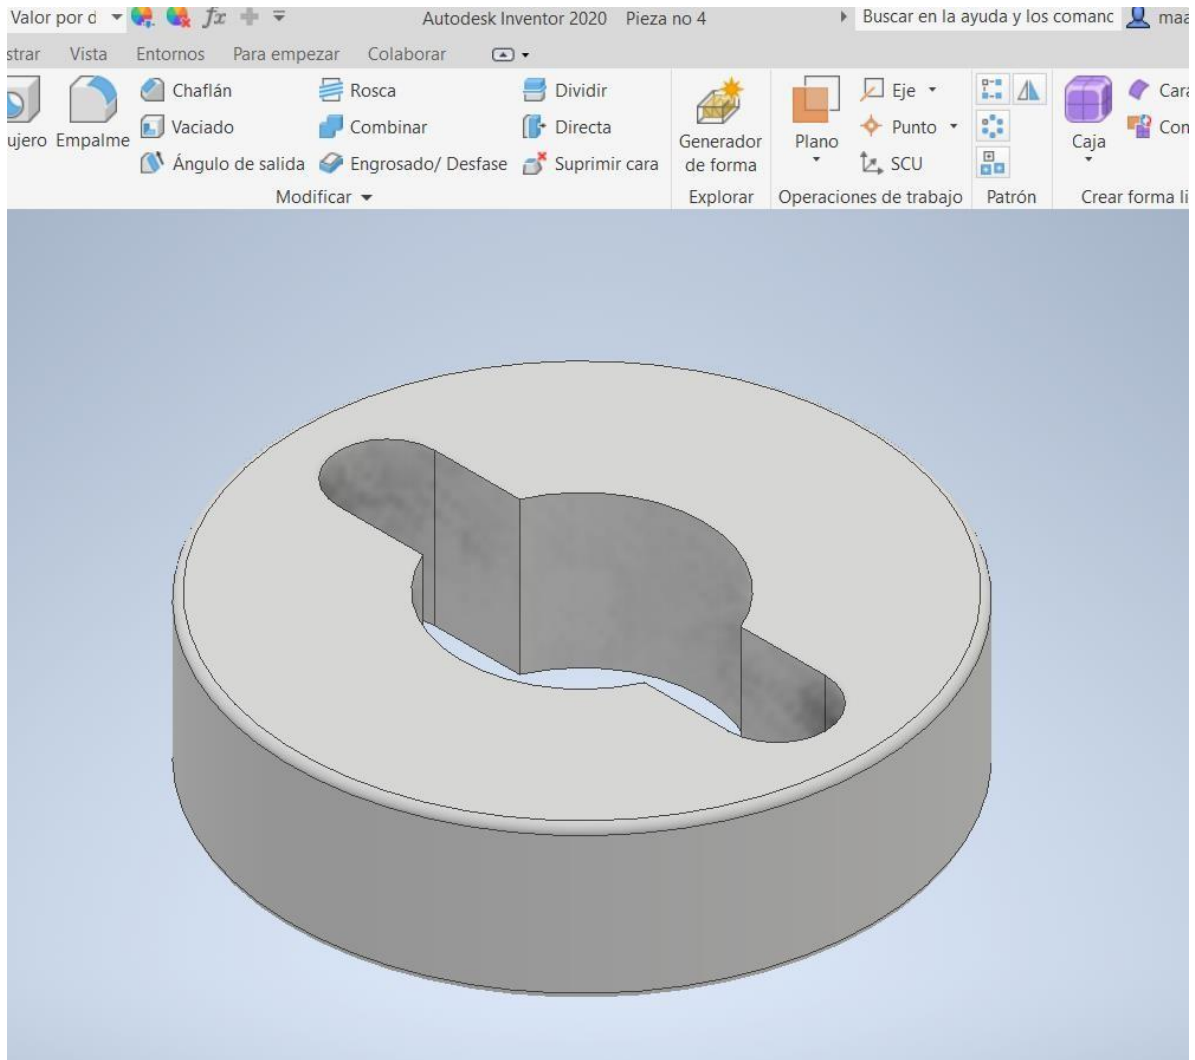 Valor por d fx Autodesk Inventor 2020 Pieza no 4 Buscar en la ayuda y los comanc maa
strar Vista Entornos Para empezar Colaborar
Chaflán Rosca Dividir Eje Cara
Vaciado Combinar Directa Punto Con
ujero Empalme Generador Plano Caja
Ángulo de salida Engrosado/ Desfase Suprimir cara de forma SCU
Modificar Explorar Operaciones de trabajo Patrón Crear forma li